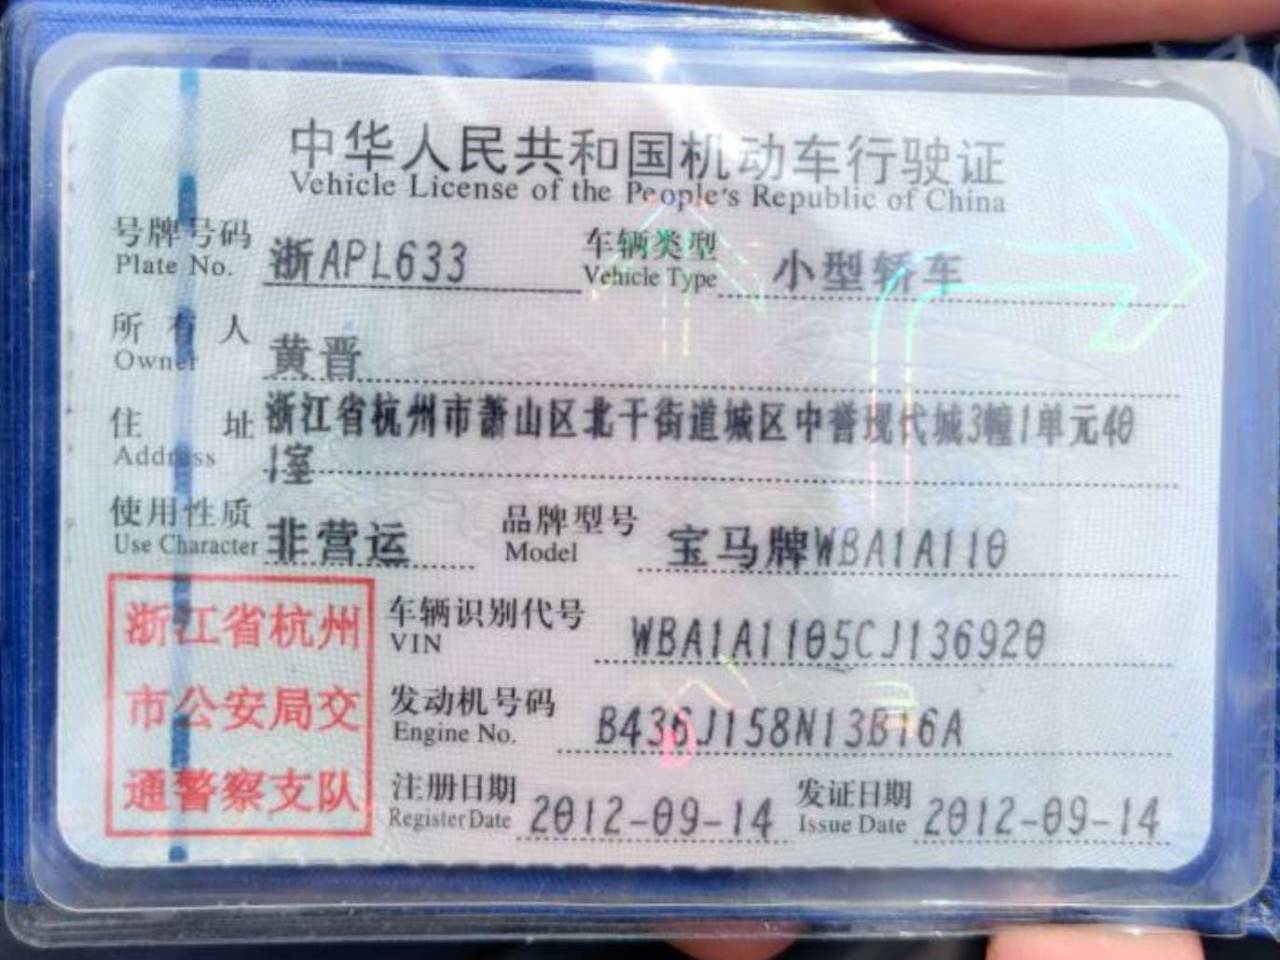 中华人民共和国机动车行驶证
Vehicle License of the People's Republic of China
号牌号码 浙APL633 车辆类型 小型轿车
Plate No. Vehicle Type
所有人 黄晋
Owner
住址 浙江省杭州市萧山区北干街道城区中誉现代城3幢1单元40
Address 1室
使用性质 非营运 品牌型号 宝马牌WBA1A110
Use Character Model
浙江省杭州
市公安局交
通警察支队
车辆识别代号 WBA1A1105CJ136920
VIN
发动机号码 B436J158N13B16A
Engine No.
注册日期 2012-09-14 发证日期 2012-09-14
Register Date Issue Date